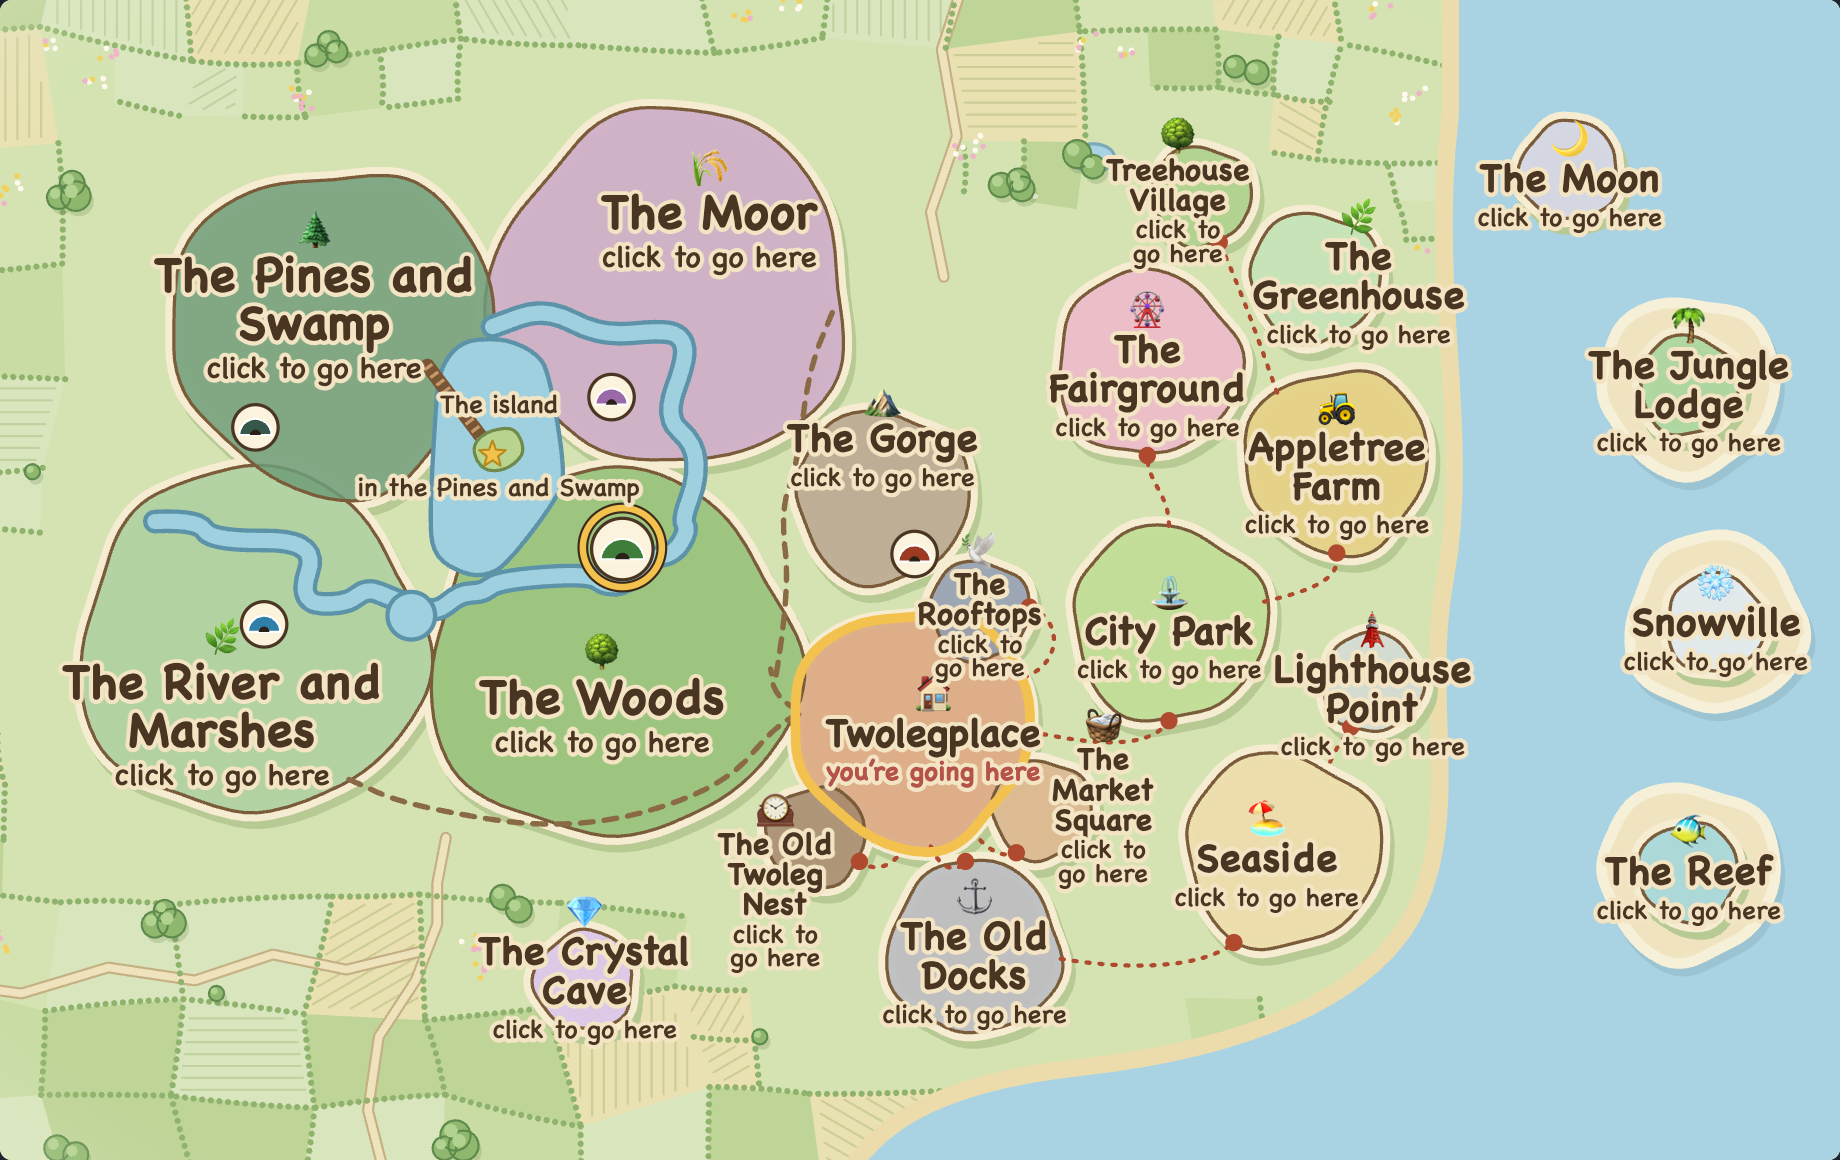 The Moor
click to go here
The Pines and
Swamp
click to go here
The island
in the Pines and Swamp
The River and
Marshes
click to go here
The Woods
click to go here
The Gorge
click to go here
The
Rooftops
click to
go here
Twolegplace
you're going here
The Old
Twoleg
Nest
click to
go here
The Crystal
Cave
click to go here
The Old
Docks
click to go here
The
Market
Square
click to
go here
Treehouse
Village
click to
go here
The
Greenhouse
click to go here
The
Fairground
click to go here
Appletree
Farm
click to go here
City Park
click to go here
Lighthouse
Point
click to go here
Seaside
click to go here
The Moon
click to go here
The Jungle
Lodge
click to go here
Snowville
click to go here
The Reef
click to go here